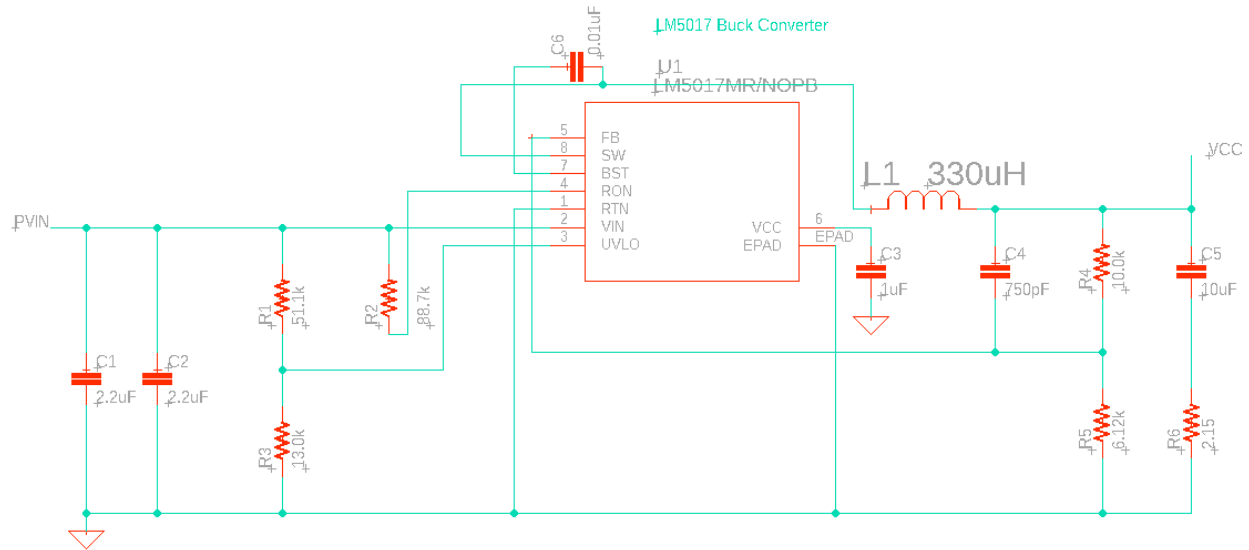 LM5017 Buck Converter
C6
0.01uF
U1
LM5017MR/NOPB
5 FB
8 SW
7 BST
4 RON
1 RTN
2 VIN
3 UVLO
VCC 6
EPAD EPAD
L1 330uH
VCC
PVIN
C3
1uF
C4
750pF
R4
10.0k
C5
10uF
R1
51.1k
R2
88.7k
C1
2.2uF
C2
2.2uF
R3
13.0k
R5
6.12k
R6
2.15